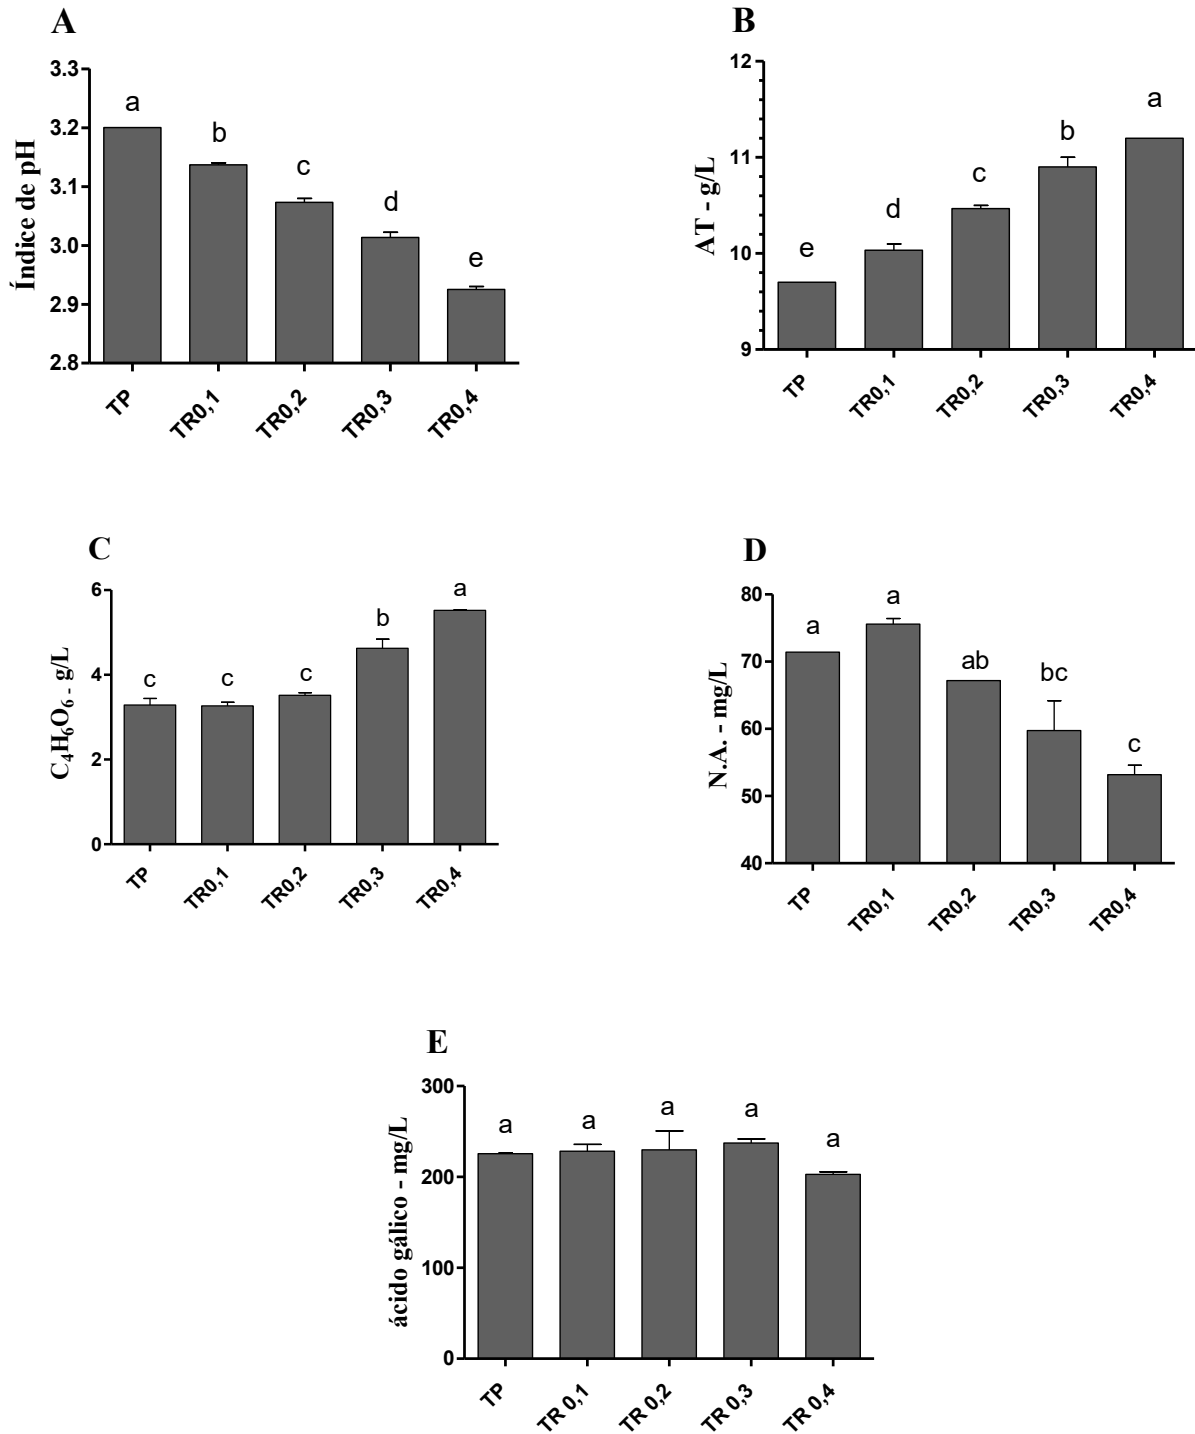 A
Índice de pH
3.3
3.2
3.1
3.0
2.9
2.8
a
b
c
d
e
TP
TR0,1
TR0,2
TR0,3
TR0,4
B
AT - g/L
12
11
10
9
e
d
c
b
a
TP
TR0,1
TR0,2
TR0,3
TR0,4
C
C₄H₆O₆ - g/L
6
4
2
0
c
c
c
b
a
TP
TR0,1
TR0,2
TR0,3
TR0,4
D
N.A. - mg/L
80
70
60
50
40
a
a
ab
bc
c
TP
TR0,1
TR0,2
TR0,3
TR0,4
E
ácido gálico - mg/L
300
200
100
0
a
a
a
a
a
TP
TR 0,1
TR 0,2
TR 0,3
TR 0,4